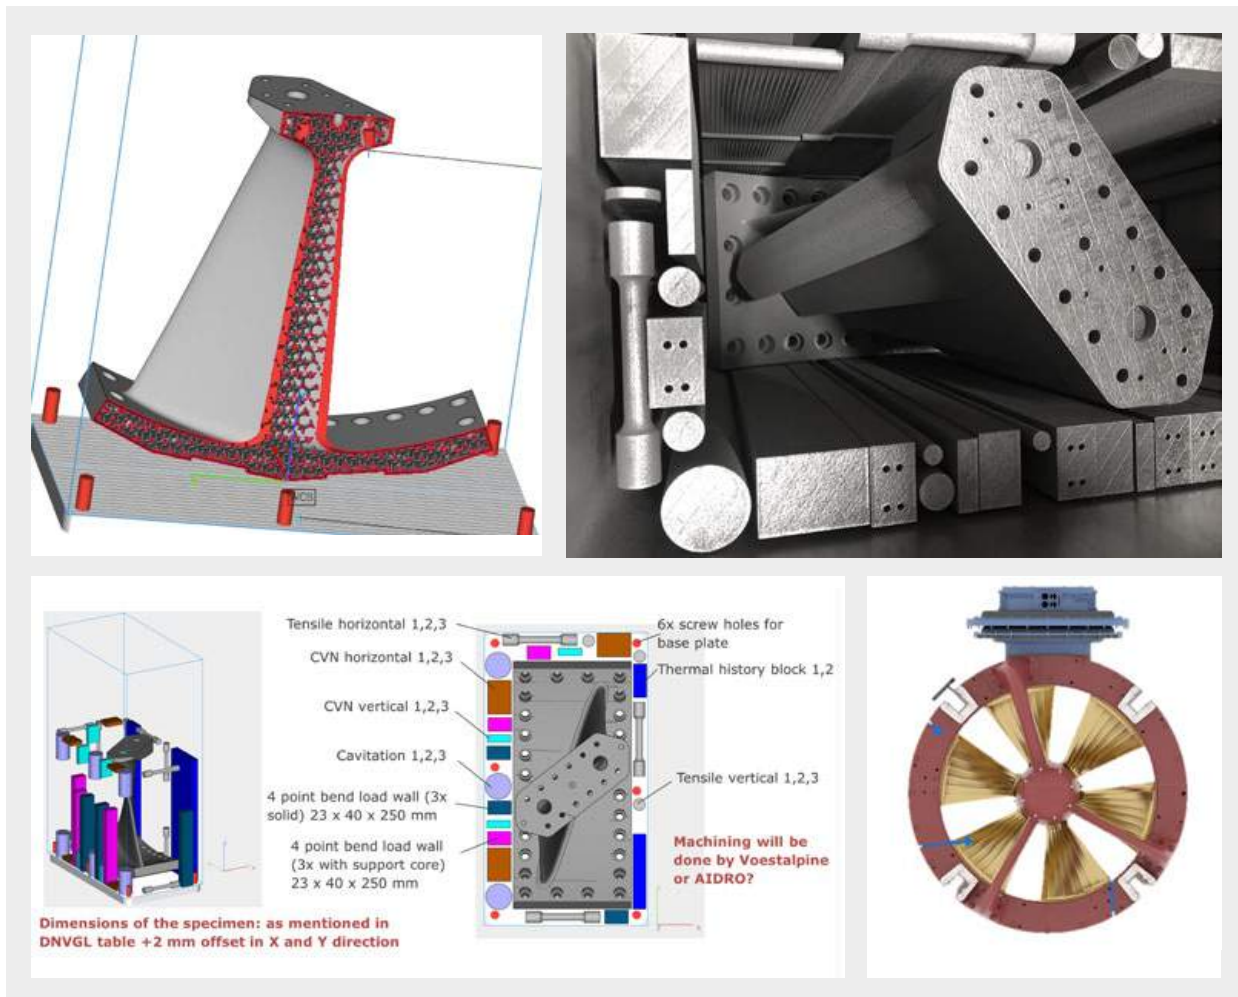 Tensile horizontal 1,2,3
CVN horizontal 1,2,3
CVN vertical 1,2,3
Cavitation 1,2,3
4 point bend load wall (3x
solid) 23 x 40 x 250 mm
4 point bend load wall
(3x with support core)
23 x 40 x 250 mm
6x screw holes for
base plate
Thermal history block 1,2
Tensile vertical 1,2,3
Machining will be
done by Voestalpine
or AIDRO?
Dimensions of the specimen: as mentioned in
DNVGL table +2 mm offset in X and Y direction